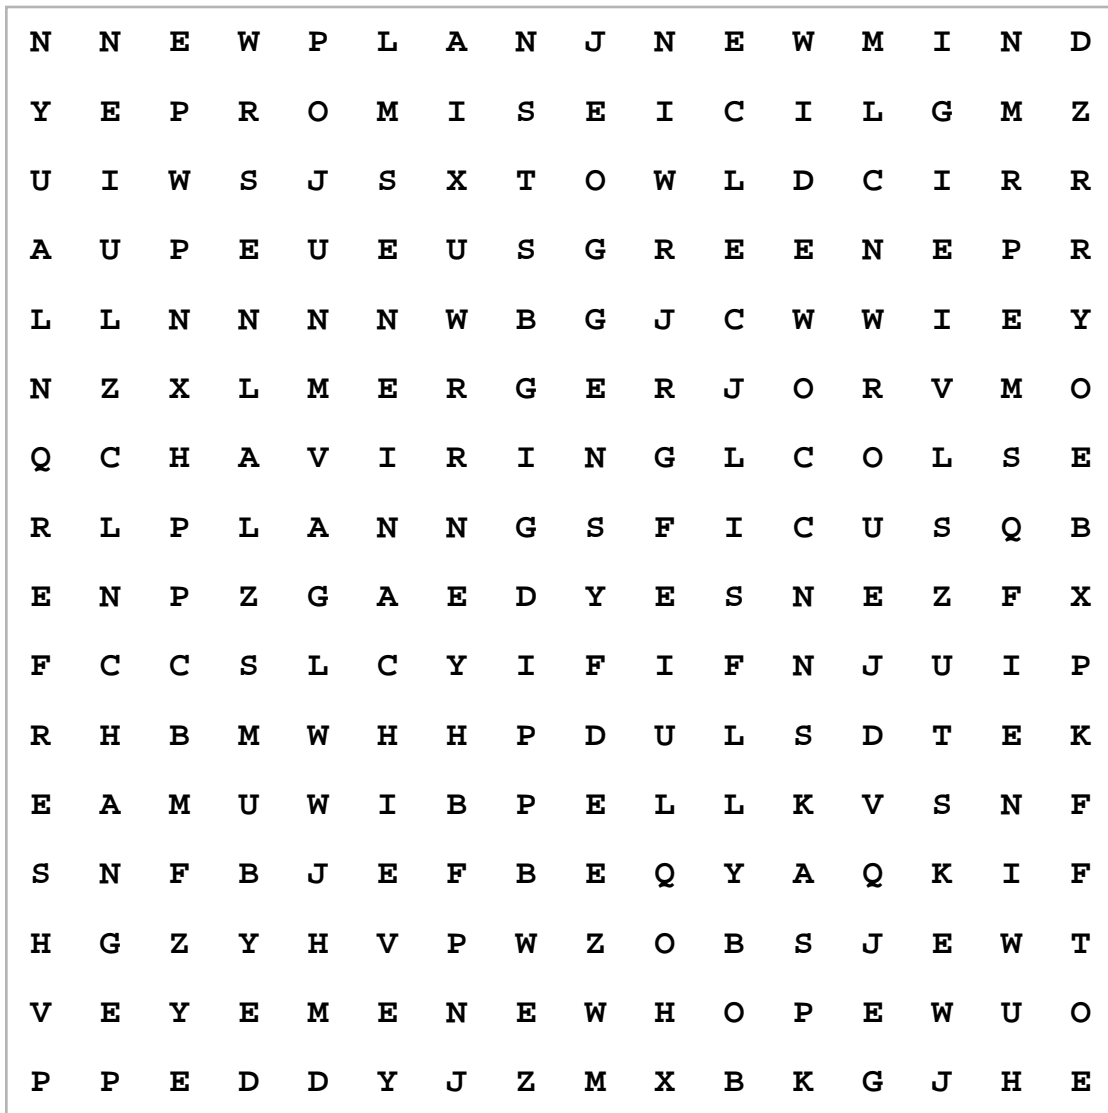 N N E W P L A N J N E W M I N D
Y E P R O M I S E I C I L G M Z
U I W S J S X T O W L D C I R R
A U P E U E U S G R E E N E P R
L L N N N N W B G J C W W I E Y
N Z X L M E R G E R J O R V M O
Q C H A V I R I N G L C O L S E
R L P L A N N G S F I C U S Q B
E N P Z G A E D Y E S N E Z F X
F C C S L C Y I F I F N J U I P
R H B M W H H P D U L S D T E K
E A M U W I B P E L L K V S N F
S N F B J E F B E Q Y A Q K I F
H G Z Y H V P W Z O B S J E W T
V E Y E M E N E W H O P E W U O
P P E D D Y J Z M X B K G J H E